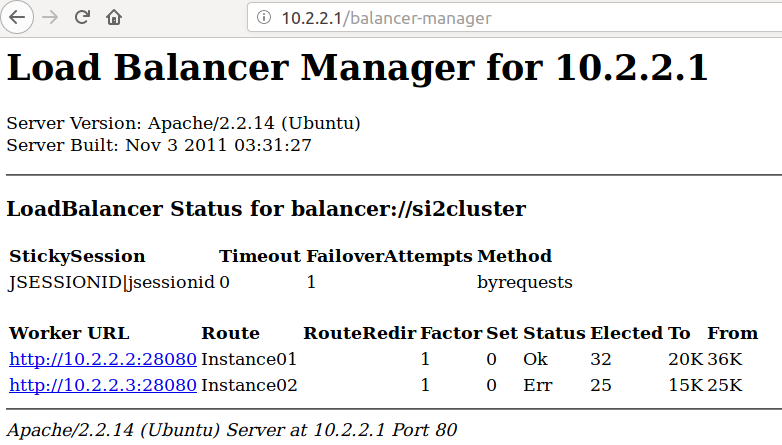 10.2.2.1/balancer-manager
Load Balancer Manager for 10.2.2.1
Server Version: Apache/2.2.14 (Ubuntu)
Server Built: Nov 3 2011 03:31:27
LoadBalancer Status for balancer://si2cluster
StickySession Timeout FailoverAttempts Method
JSESSIONID|jsessionid 0 1 byrequests
Worker URL Route RouteRedir Factor Set Status Elected To From
http://10.2.2.2:28080 Instance01 1 0 Ok 32 20K 36K
http://10.2.2.3:28080 Instance02 1 0 Err 25 15K 25K
Apache/2.2.14 (Ubuntu) Server at 10.2.2.1 Port 80